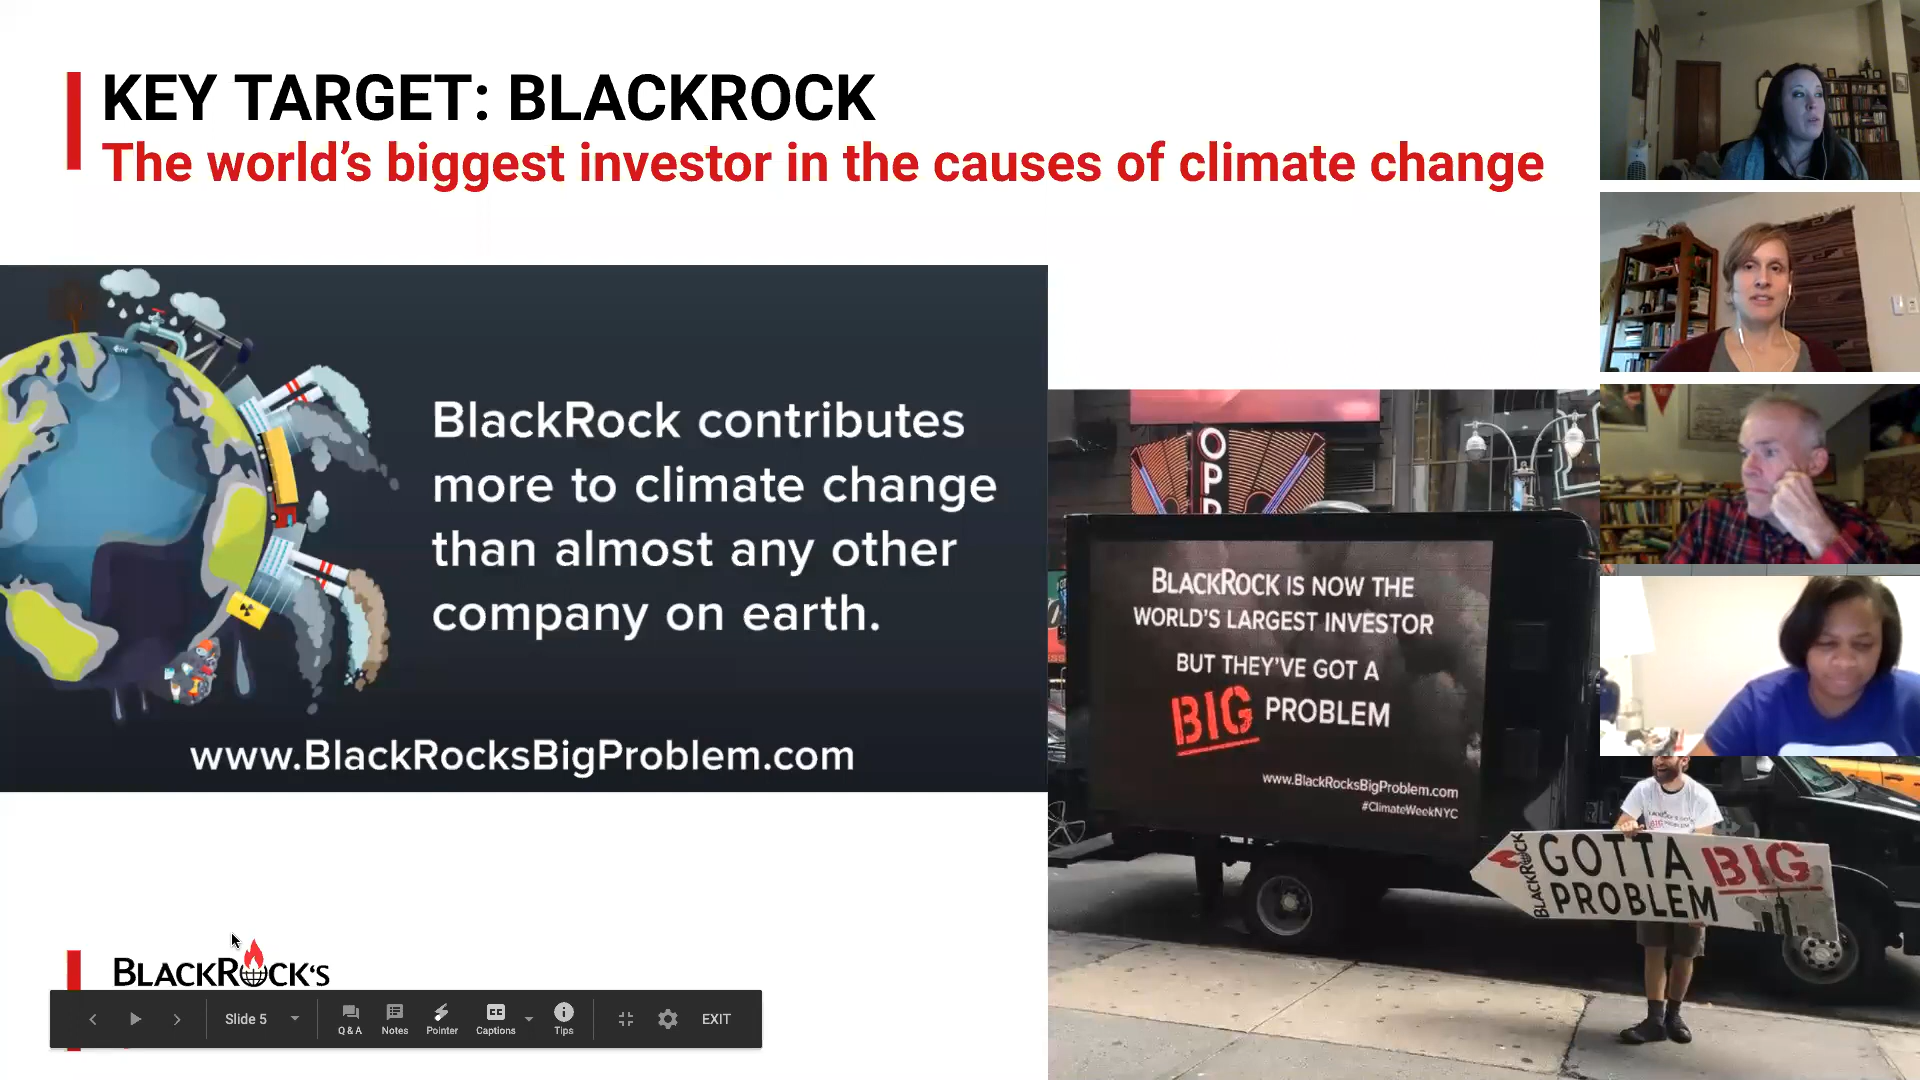 KEY TARGET: BLACKROCK
The world's biggest investor in the causes of climate change
BlackRock contributes
more to climate change
than almost any other
company on earth.
www.BlackRocksBigProblem.com
OPP
BLACKROCK IS NOW THE
WORLD'S LARGEST INVESTOR
BUT THEY'VE GOT A
BIG PROBLEM
www.BlackRocksBigProblem.com
#ClimateWeekNYC
BLACKROCK
GOTTA BIG
PROBLEM
BLACKROCK'S
Slide 5
Q & A
Notes
Pointer
CC
Captions
Tips
EXIT